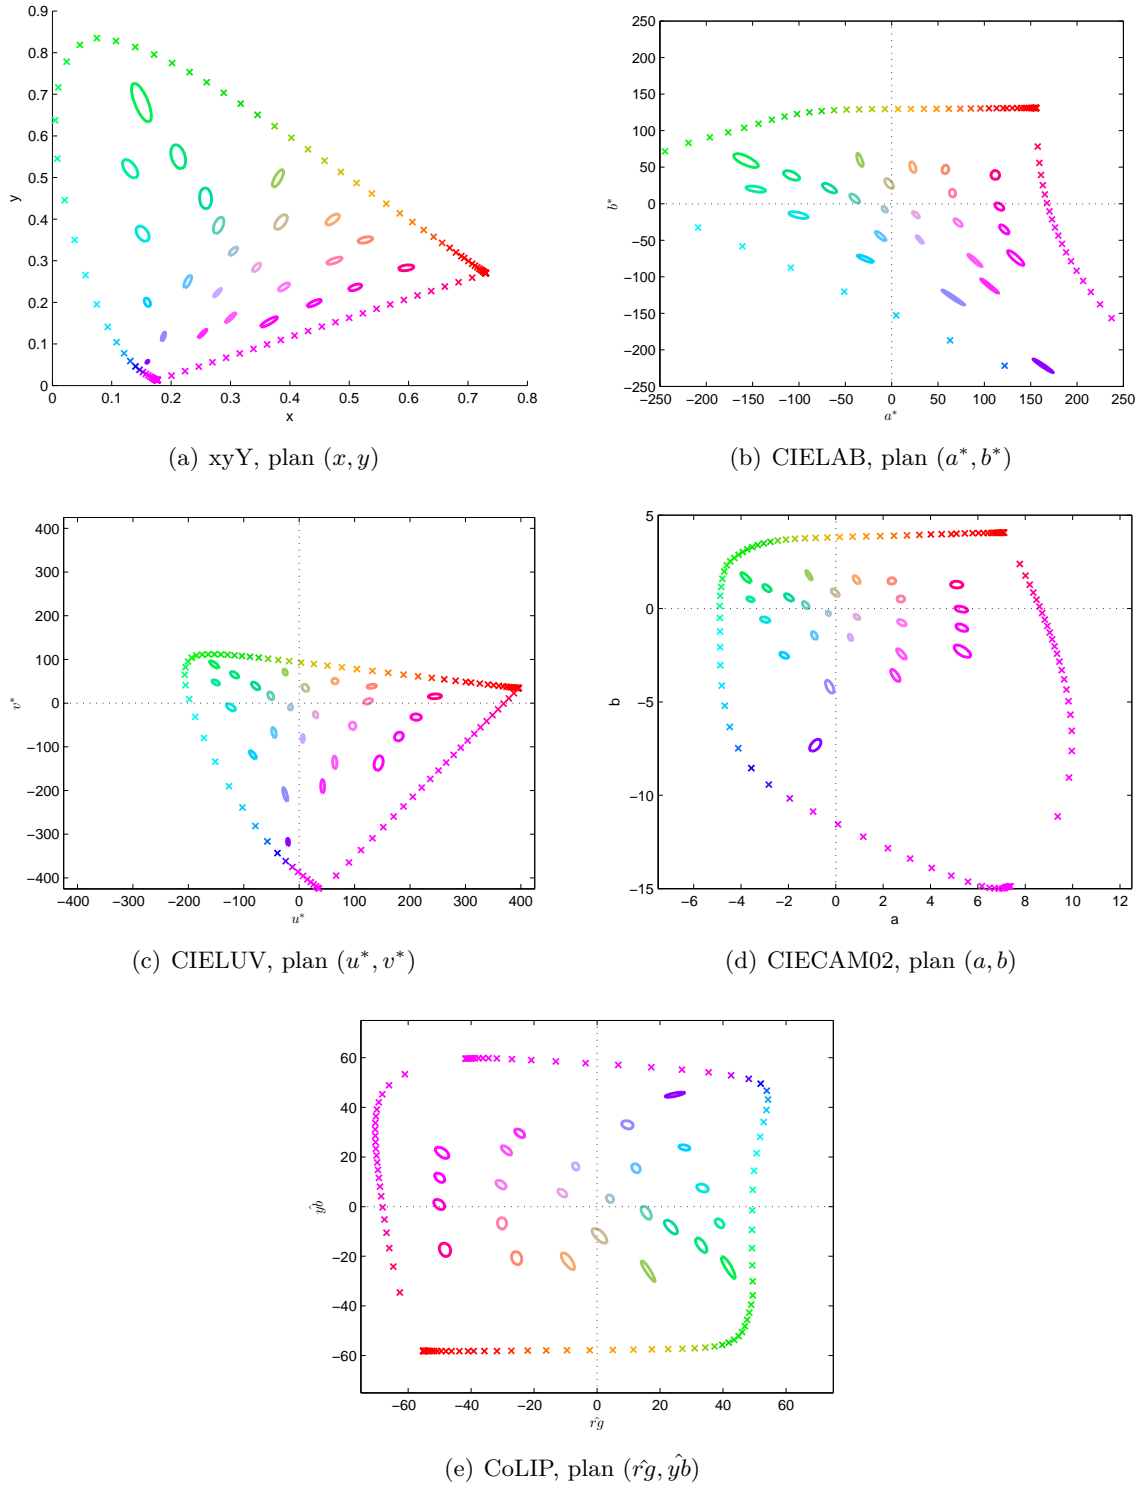 0.9
0.8
0.7
0.6
0.5
0.4
0.3
0.2
0.1
0
y
0 0.1 0.2 0.3 0.4 0.5 0.6 0.7 0.8
x
(a) xyY, plan (x, y)
250
200
150
100
50
0
−50
−100
−150
−200
−250
b*
−250 −200 −150 −100 −50 0 50 100 150 200 250
a*
(b) CIELAB, plan (a*, b*)
400
300
200
100
0
−100
−200
−300
−400
v*
−400 −300 −200 −100 0 100 200 300 400
u*
(c) CIELUV, plan (u*, v*)
5
0
−5
−10
−15
b
−6 −4 −2 0 2 4 6 8 10 12
a
(d) CIECAM02, plan (a, b)
60
40
20
0
−20
−40
−60
ŷb
−60 −40 −20 0 20 40 60
r̂g
(e) CoLIP, plan (r̂g, ŷb)